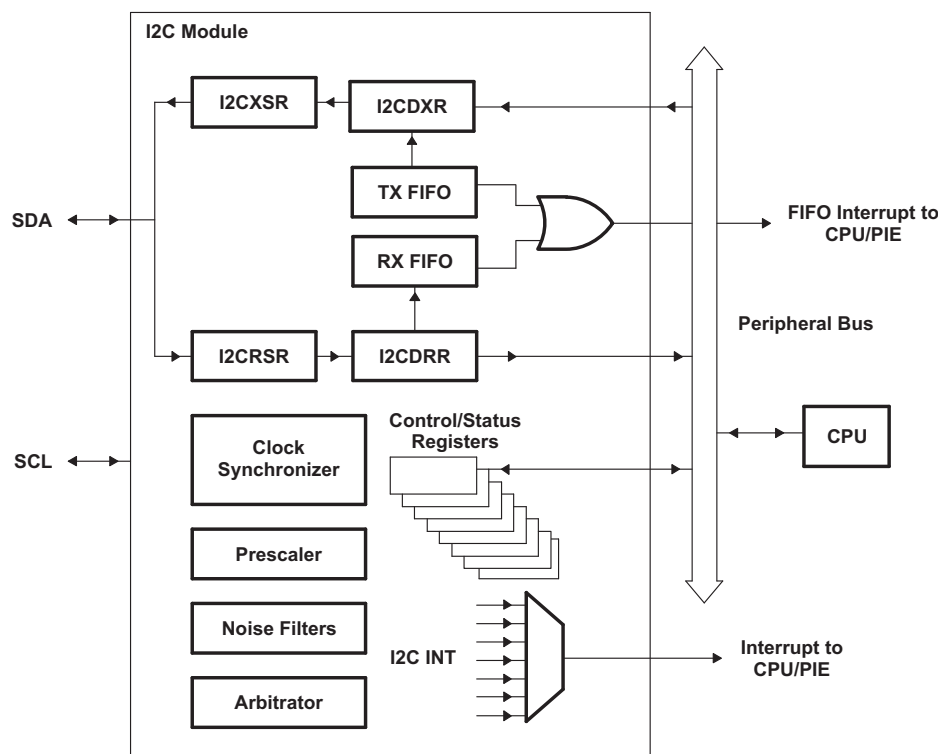 I2C Module
I2CXSR
I2CDXR
TX FIFO
SDA
FIFO Interrupt to
CPU/PIE
RX FIFO
Peripheral Bus
I2CRSR
I2CDRR
Control/Status
Registers
Clock
Synchronizer
SCL
CPU
Prescaler
Noise Filters
I2C INT
Interrupt to
CPU/PIE
Arbitrator